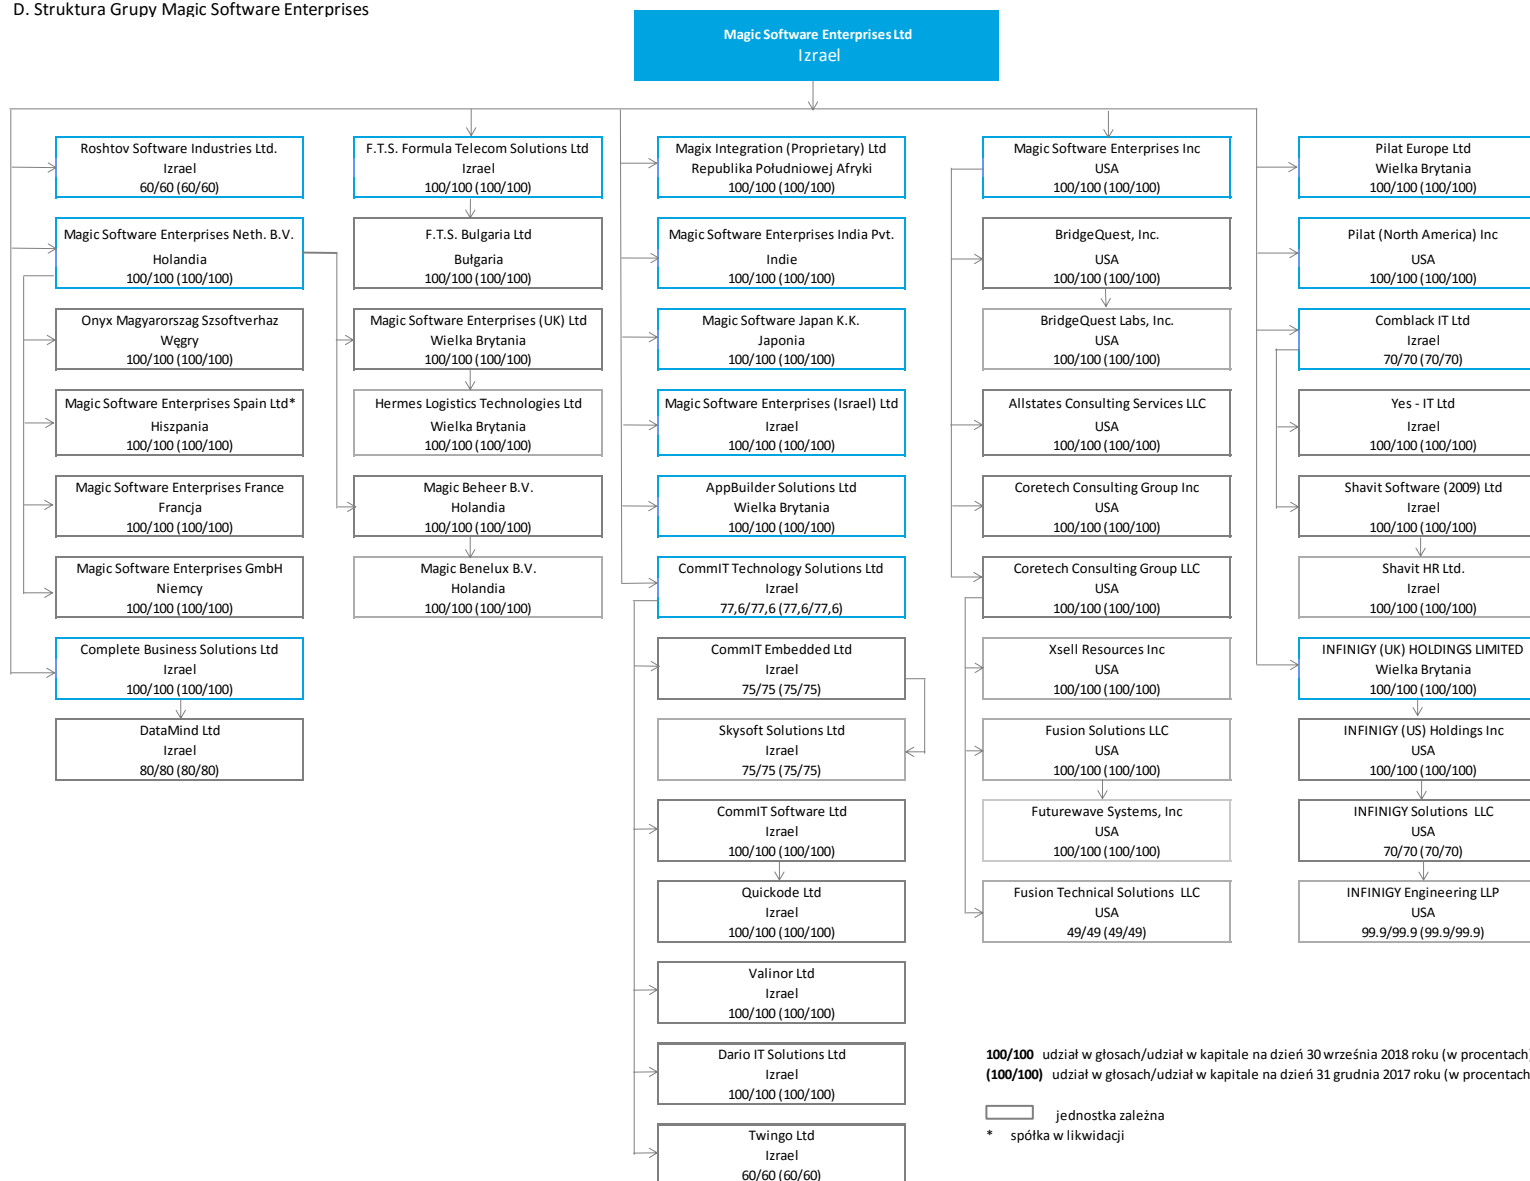 D. Struktura Grupy Magic Software Enterprises
Magic Software Enterprises Ltd
Izrael
Roshtov Software Industries Ltd.
Izrael
60/60 (60/60)
Magic Software Enterprises Neth. B.V.
Holandia
100/100 (100/100)
Onyx Magyarorszag Szsoftverhaz
Węgry
100/100 (100/100)
Magic Software Enterprises Spain Ltd*
Hiszpania
100/100 (100/100)
Magic Software Enterprises France
Francja
100/100 (100/100)
Magic Software Enterprises GmbH
Niemcy
100/100 (100/100)
Complete Business Solutions Ltd
Izrael
100/100 (100/100)
DataMind Ltd
Izrael
80/80 (80/80)
F.T.S. Formula Telecom Solutions Ltd
Izrael
100/100 (100/100)
F.T.S. Bulgaria Ltd
Bułgaria
100/100 (100/100)
Magic Software Enterprises (UK) Ltd
Wielka Brytania
100/100 (100/100)
Hermes Logistics Technologies Ltd
Wielka Brytania
100/100 (100/100)
Magic Beheer B.V.
Holandia
100/100 (100/100)
Magic Benelux B.V.
Holandia
100/100 (100/100)
Magix Integration (Proprietary) Ltd
Republika Południowej Afryki
100/100 (100/100)
Magic Software Enterprises India Pvt.
Indie
100/100 (100/100)
Magic Software Japan K.K.
Japonia
100/100 (100/100)
Magic Software Enterprises (Israel) Ltd
Izrael
100/100 (100/100)
AppBuilder Solutions Ltd
Wielka Brytania
100/100 (100/100)
CommIT Technology Solutions Ltd
Izrael
77,6/77,6 (77,6/77,6)
CommIT Embedded Ltd
Izrael
75/75 (75/75)
Skysoft Solutions Ltd
Izrael
75/75 (75/75)
CommIT Software Ltd
Izrael
100/100 (100/100)
Quickode Ltd
Izrael
100/100 (100/100)
Valinor Ltd
Izrael
100/100 (100/100)
Dario IT Solutions Ltd
Izrael
100/100 (100/100)
Twingo Ltd
Izrael
60/60 (60/60)
Magic Software Enterprises Inc
USA
100/100 (100/100)
BridgeQuest, Inc.
USA
100/100 (100/100)
BridgeQuest Labs, Inc.
USA
100/100 (100/100)
Allstates Consulting Services LLC
USA
100/100 (100/100)
Coretech Consulting Group Inc
USA
100/100 (100/100)
Coretech Consulting Group LLC
USA
100/100 (100/100)
Xsell Resources Inc
USA
100/100 (100/100)
Fusion Solutions LLC
USA
100/100 (100/100)
Futurewave Systems, Inc
USA
100/100 (100/100)
Fusion Technical Solutions LLC
USA
49/49 (49/49)
Pilat Europe Ltd
Wielka Brytania
100/100 (100/100)
Pilat (North America) Inc
USA
100/100 (100/100)
Comblack IT Ltd
Izrael
70/70 (70/70)
Yes - IT Ltd
Izrael
100/100 (100/100)
Shavit Software (2009) Ltd
Izrael
100/100 (100/100)
Shavit HR Ltd.
Izrael
100/100 (100/100)
INFINIGY (UK) HOLDINGS LIMITED
Wielka Brytania
100/100 (100/100)
INFINIGY (US) Holdings Inc
USA
100/100 (100/100)
INFINIGY Solutions LLC
USA
70/70 (70/70)
INFINIGY Engineering LLP
USA
99.9/99.9 (99.9/99.9)
100/100 udział w głosach/udział w kapitale na dzień 30 września 2018 roku (w procentach)
(100/100) udział w głosach/udział w kapitale na dzień 31 grudnia 2017 roku (w procentach
jednostka zależna
* spółka w likwidacji